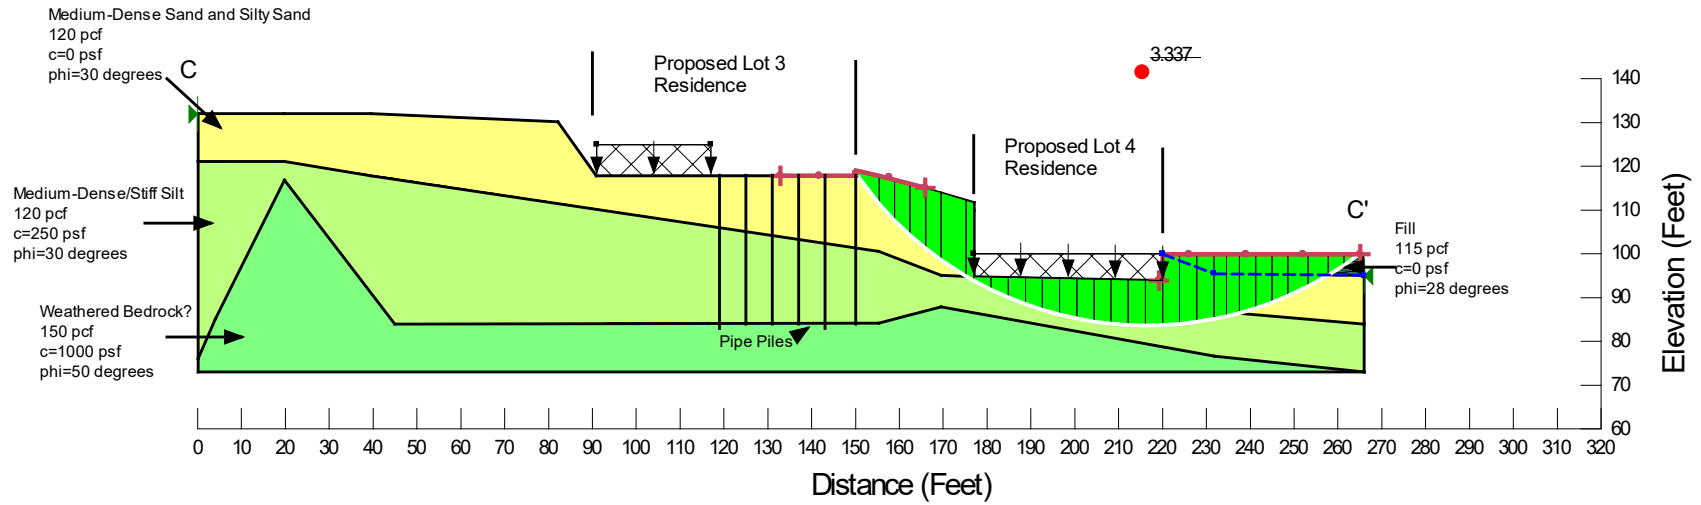 Medium-Dense Sand and Silty Sand
120 pcf
c=0 psf
phi=30 degrees
C
Proposed Lot 3
Residence
3.337
Proposed Lot 4
Residence
Medium-Dense/Stiff Silt
120 pcf
c=250 psf
phi=30 degrees
C'
Fill
115 pcf
c=0 psf
phi=28 degrees
Weathered Bedrock?
150 pcf
c=1000 psf
phi=50 degrees
Pipe Piles
140
130
120
110
100
90
80
70
60
Elevation (Feet)
0 10 20 30 40 50 60 70 80 90 100 110 120 130 140 150 160 170 180 190 200 210 220 230 240 250 260 270 280 290 300 310 320
Distance (Feet)